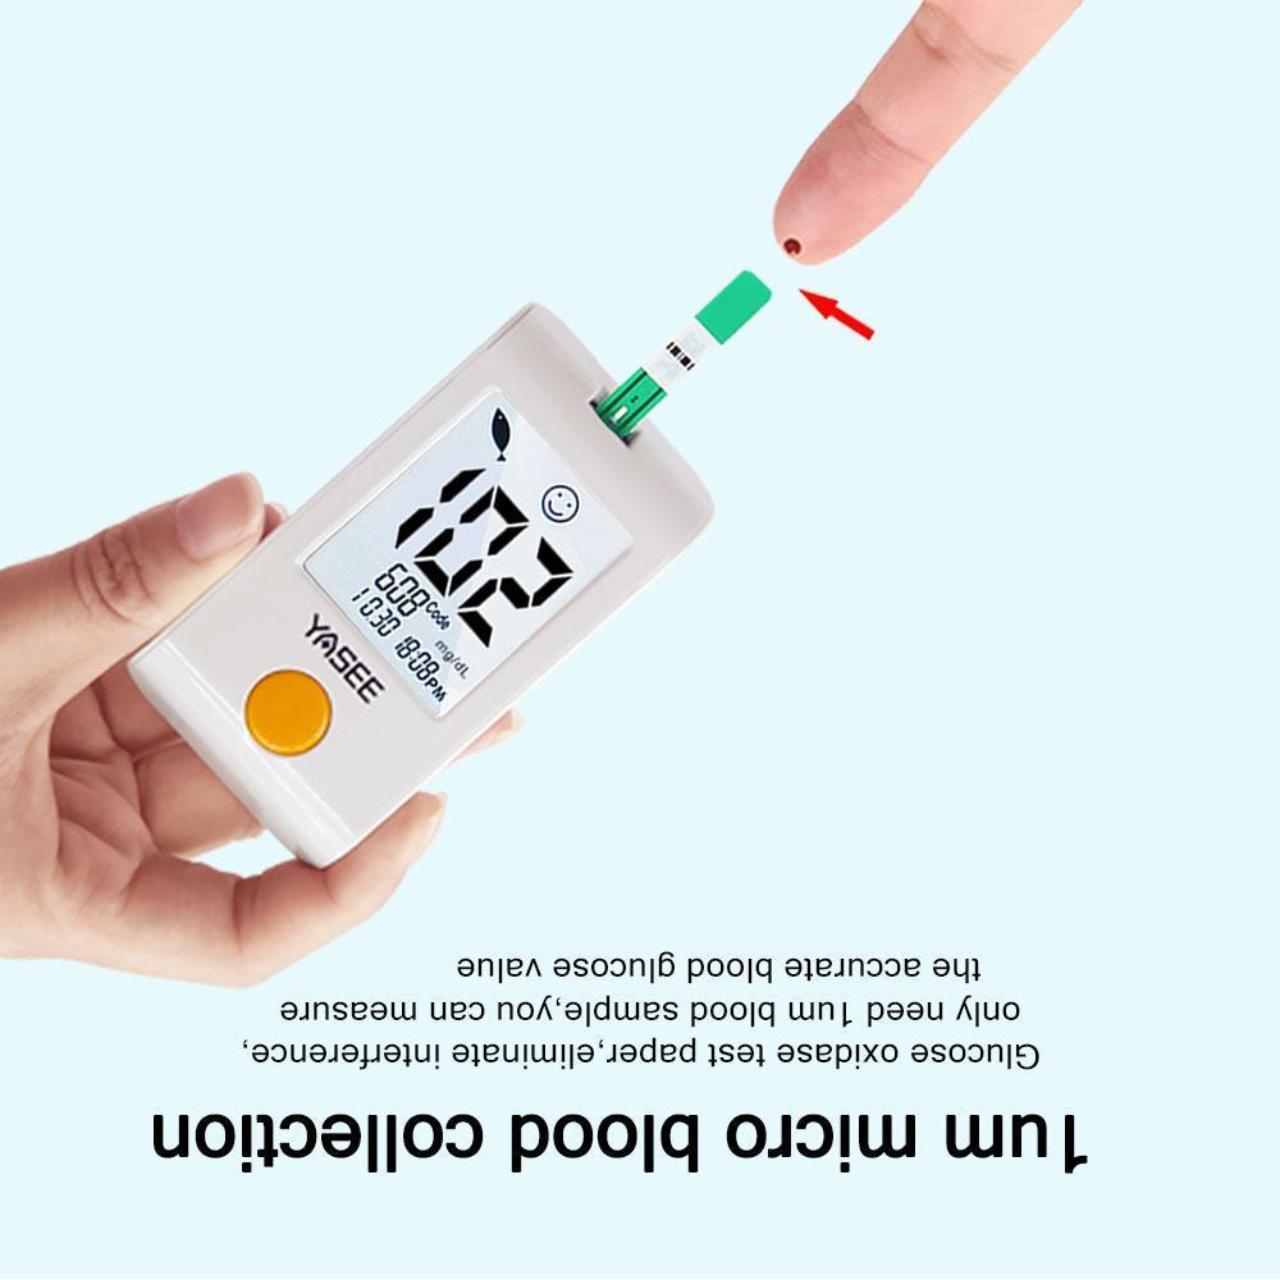 1um micro blood collection
Glucose oxidase test paper,eliminate interference,
only need 1um blood sample,you can measure
the accurate blood glucose value
102
608 Code
mg/dL
10.30 18:08PM
YASEE